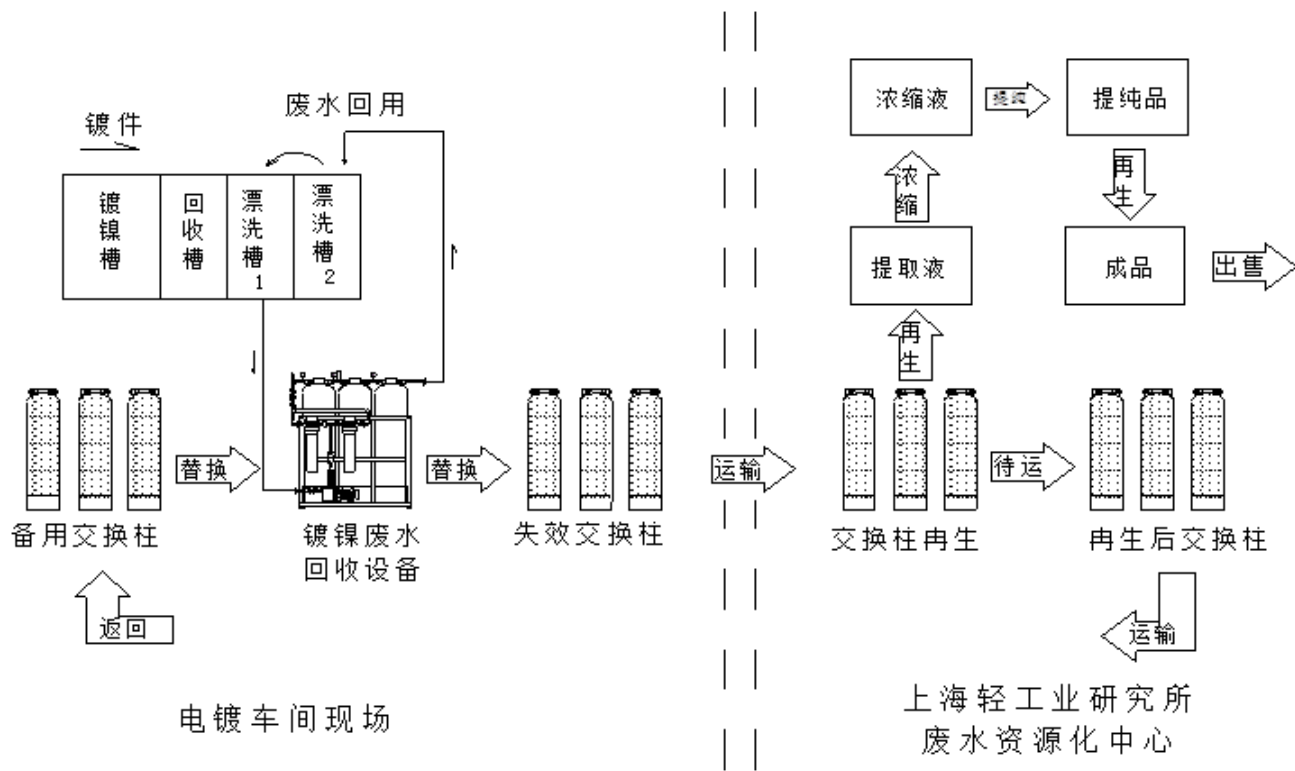 废水回用
镀件
镀镍槽
回收槽
漂洗槽1
漂洗槽2
备用交换柱
替换
镀镍废水
回收设备
替换
失效交换柱
返回
电镀车间现场
运输
浓缩液
提纯
提纯品
浓缩
再生
提取液
成品
出售
再生
交换柱再生
待运
再生后交换柱
运输
上海轻工业研究所
废水资源化中心